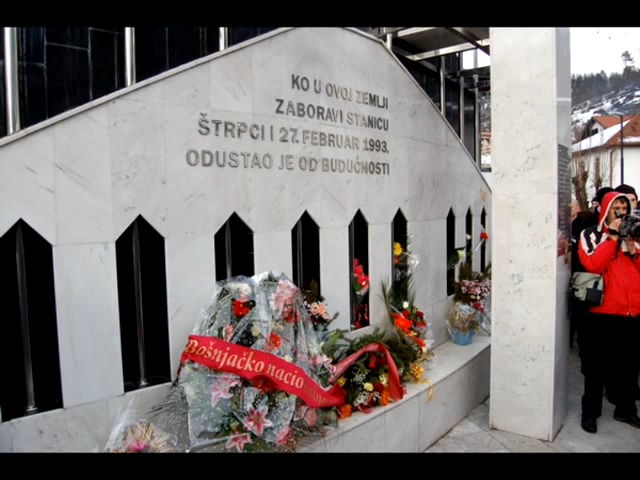 KO U OVOJ ZEMLJI
ZABORAVI STANICU
ŠTRPCI I 27. FEBRUAR 1993.
ODUSTAO JE OD BUDUĆNOSTI
Bošnjačko nacio